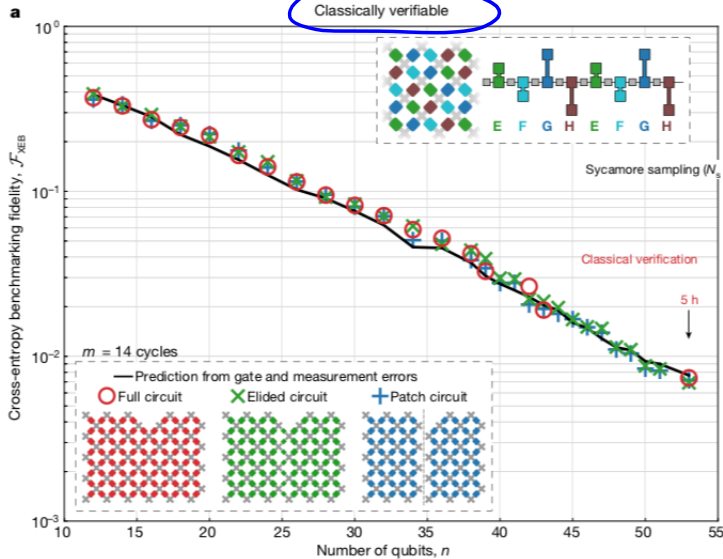 a
Classically verifiable
10⁰
E F G H E F G H
Sycamore sampling (Nₛ
10⁻¹
Classical verification
5 h
10⁻²
m = 14 cycles
Prediction from gate and measurement errors
Full circuit Elided circuit Patch circuit
10⁻³
10 15 20 25 30 35 40 45 50 55
Number of qubits, n
Cross-entropy benchmarking fidelity, ℱXEB